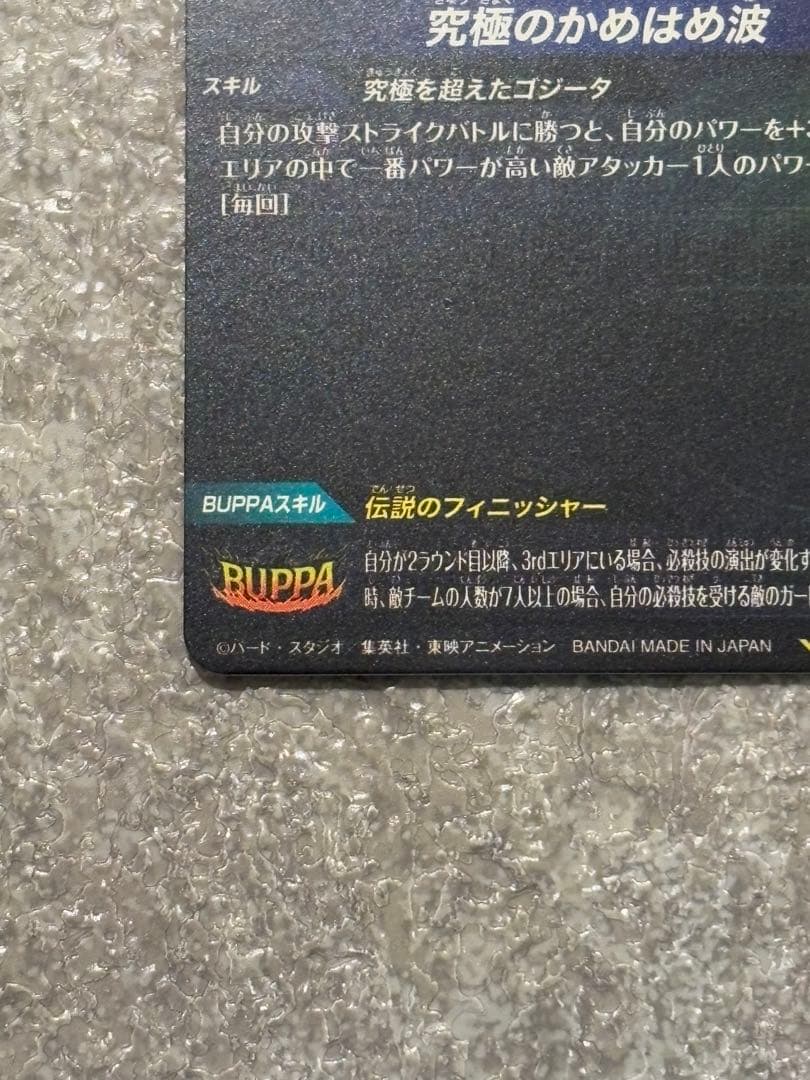 究極のかめはめ波
スキル 究極を超えたゴジータ
自分の攻撃ストライクバトルに勝つと、自分のパワーを+
エリアの中で一番パワーが高い敵アタッカー1人のパワー
[毎回]
BUPPAスキル 伝説のフィニッシャー
自分が2ラウンド目以降、3rdエリアにいる場合、必殺技の演出が変化す
BUPPA
時、敵チームの人数が7人以上の場合、自分の必殺技を受ける敵のガー
©バード・スタジオ/集英社・東映アニメーション BANDAI MADE IN JAPAN